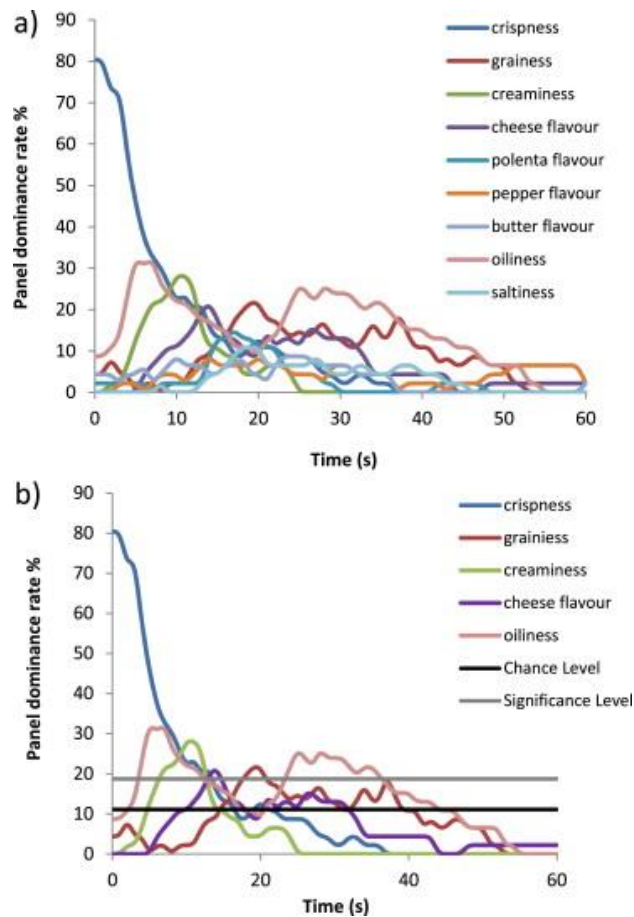 a)
90
80
70
60
50
40
30
20
10
0
Panel dominance rate %
crispness
grainess
creaminess
cheese flavour
polenta flavour
pepper flavour
butter flavour
oiliness
saltiness
0 10 20 30 40 50 60
Time (s)
b)
90
80
70
60
50
40
30
20
10
0
Panel dominance rate %
crispness
grainiess
creaminess
cheese flavour
oiliness
Chance Level
Significance Level
0 20 40 60
Time (s)